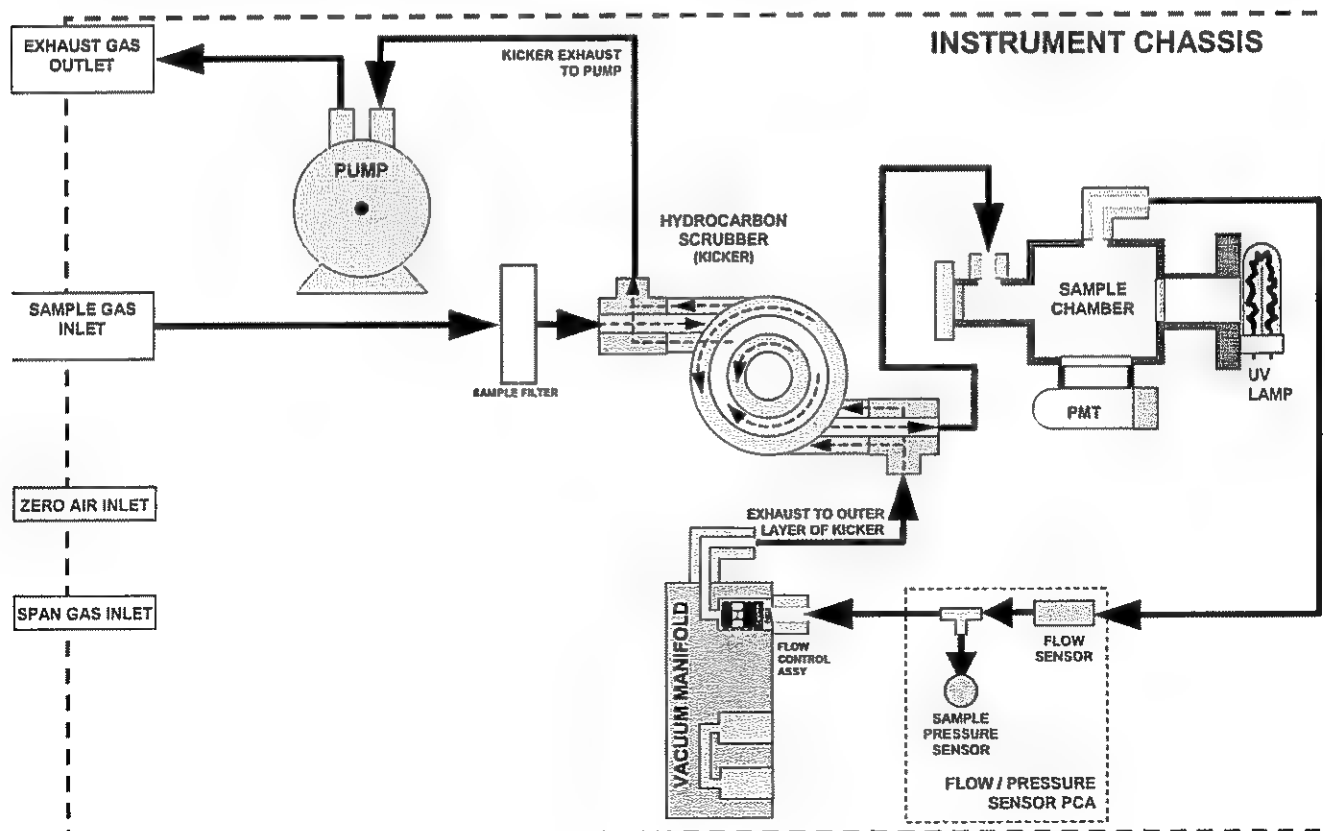 EXHAUST GAS
OUTLET
KICKER EXHAUST
TO PUMP
INSTRUMENT CHASSIS
PUMP
HYDROCARBON
SCRUBBER
(KICKER)
SAMPLE GAS
INLET
SAMPLE FILTER
SAMPLE
CHAMBER
UV
LAMP
PMT
ZERO AIR INLET
EXHAUST TO OUTER
LAYER OF KICKER
SPAN GAS INLET
VACUUM MANIFOLD
FLOW
CONTROL
ASSY
FLOW
SENSOR
SAMPLE
PRESSURE
SENSOR
FLOW / PRESSURE
SENSOR PCA